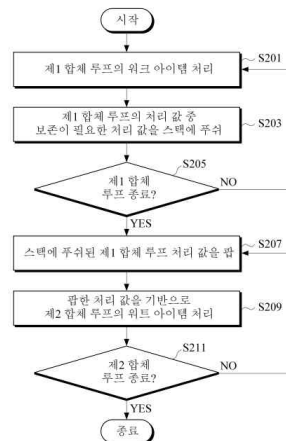 시작
제1 합체 루프의 워크 아이템 처리
S201
제1 합체 루프의 처리 값 중
보존이 필요한 처리 값을 스택에 푸쉬
S203
S205
제1 합체
루프 종료?
NO
YES
스택에 푸쉬된 제1 합체 루프 처리 값을 팝
S207
팝한 처리 값을 기반으로
제2 합체 루프의 워트 아이템 처리
S209
S211
제2 합체
루프 종료?
NO
YES
종료